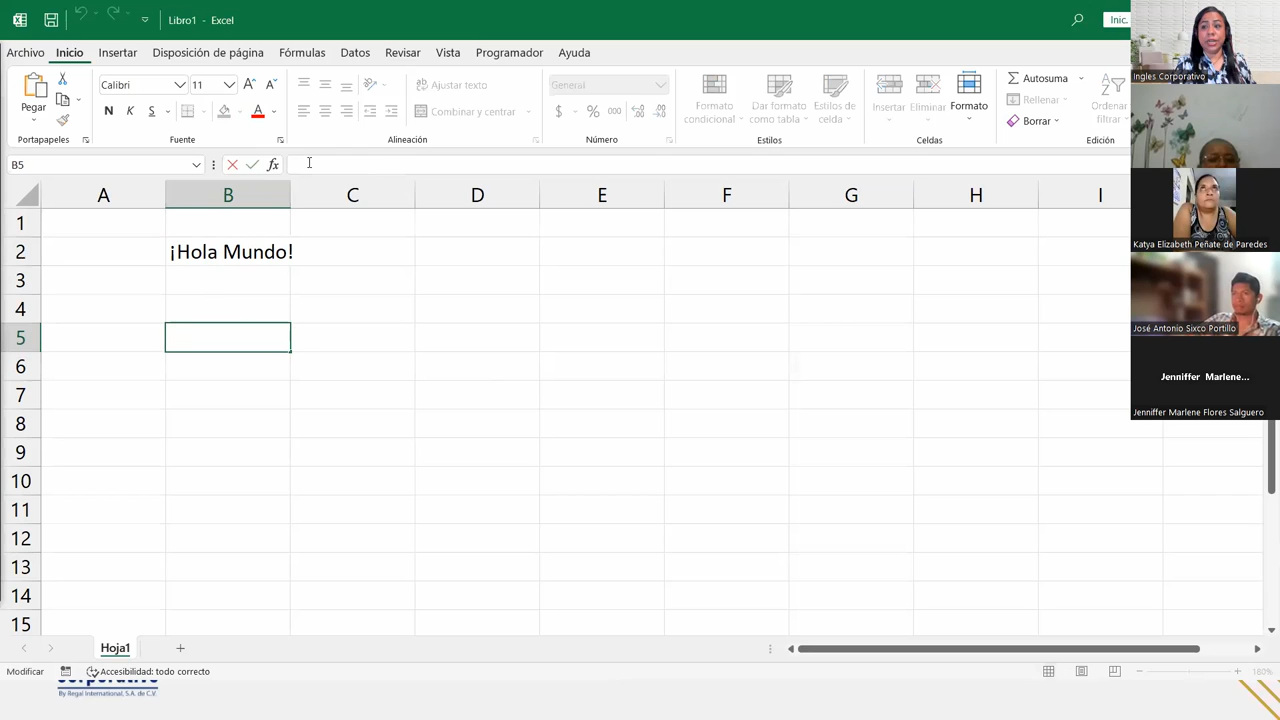 Libro1 - Excel
Inic.
Archivo Inicio Insertar Disposición de página Fórmulas Datos Revisar Vista Programador Ayuda
Pegar
Calibri 11
N K S
General
Combinar y centrar
$ % 000
Formato condicional
Dar formato como tabla
Estilos de celda
Insertar Eliminar Formato
Autosuma
Rellenar
Borrar
Ordenar
filtrar
Portapapeles Fuente Alineación Número Estilos Celdas Edición
B5 fx
A B C D E F G H I
1
2 ¡Hola Mundo!
3
4
5
6
7
8
9
10
11
12
13
14
15
Hoja1
Modificar Accesibilidad: todo correcto 180%
By Regal International, S.A. de C.V.
Ingles Corporativo
Katya Elizabeth Peñate de Paredes
José Antonio Sixco Portillo
Jenniffer Marlene...
Jenniffer Marlene Flores Salguero